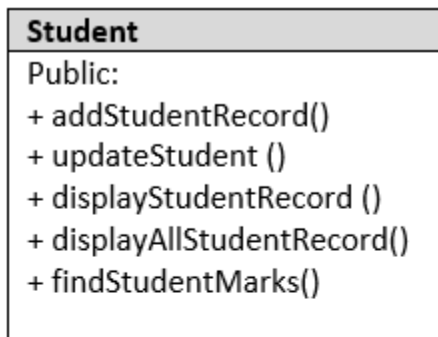 Student
Public:
+ addStudentRecord()
+ updateStudent ()
+ displayStudentRecord ()
+ displayAllStudentRecord()
+ findStudentMarks()